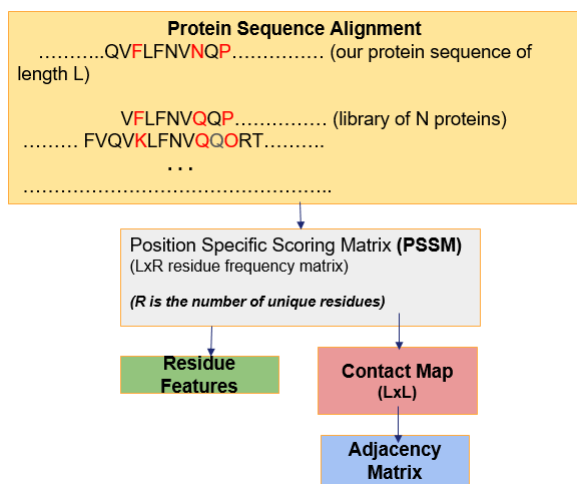 Protein Sequence Alignment
………..QVFLFNVNQP…………… (our protein sequence of
length L)
VFLFNVQQP…………… (library of N proteins)
……… FVQVKLFNVQQORT……….
...
…………………………………………..
Position Specific Scoring Matrix (PSSM)
(LxR residue frequency matrix)
(R is the number of unique residues)
Residue
Features
Contact Map
(LxL)
Adjacency
Matrix